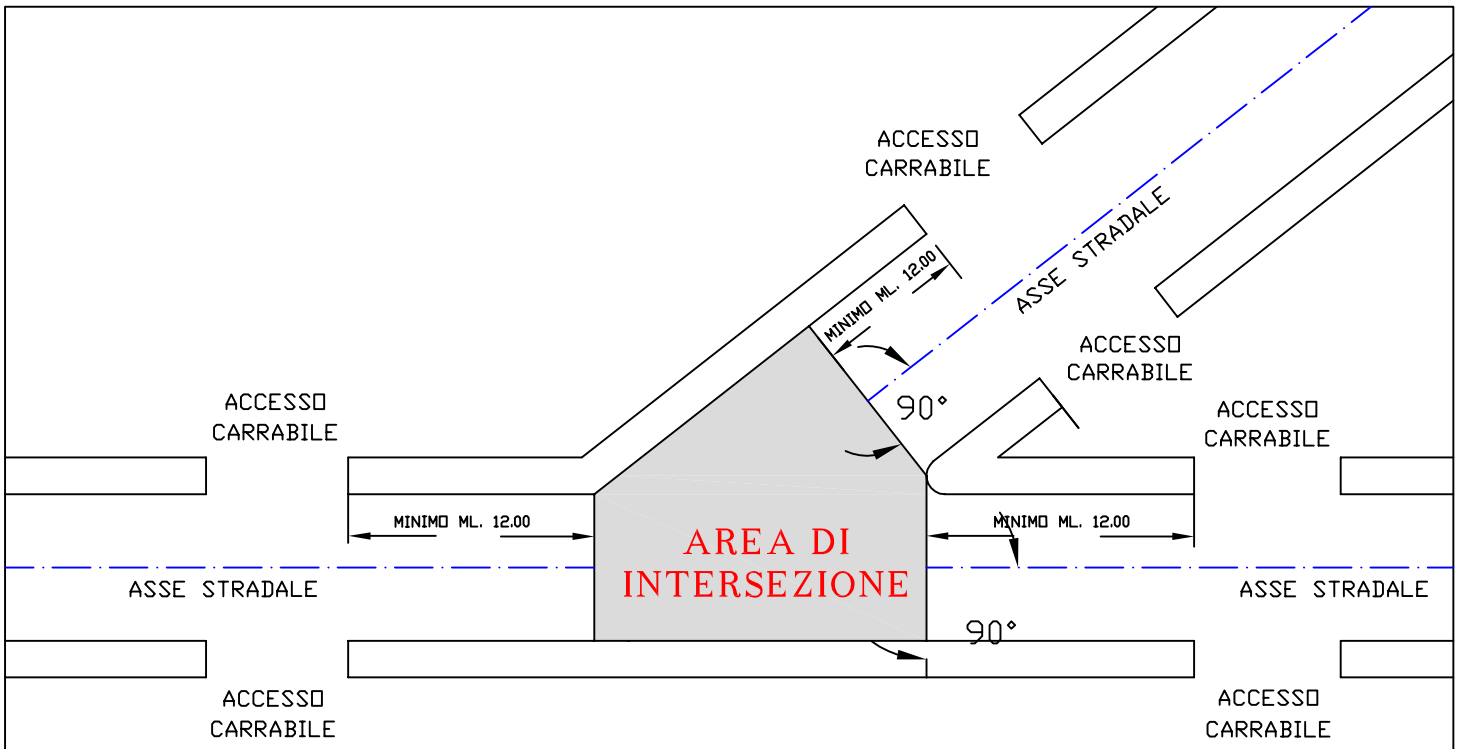 ACCESSO
CARRABILE
MINIMO ML. 12.00
ASSE STRADALE
ACCESSO
CARRABILE
90°
ACCESSO
CARRABILE
ACCESSO
CARRABILE
MINIMO ML. 12.00
AREA DI
INTERSEZIONE
MINIMO ML. 12.00
ASSE STRADALE
ASSE STRADALE
90°
ACCESSO
CARRABILE
ACCESSO
CARRABILE